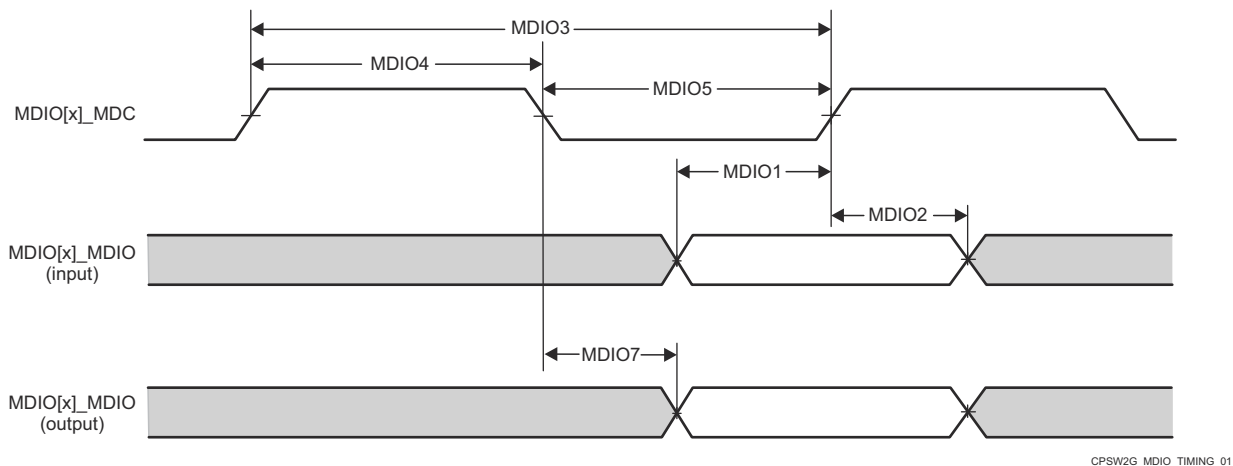 MDIO3
MDIO4
MDIO5
MDIO[x]_MDC
MDIO1
MDIO2
MDIO[x]_MDIO
(input)
MDIO7
MDIO[x]_MDIO
(output)
CPSW2G_MDIO_TIMING_01